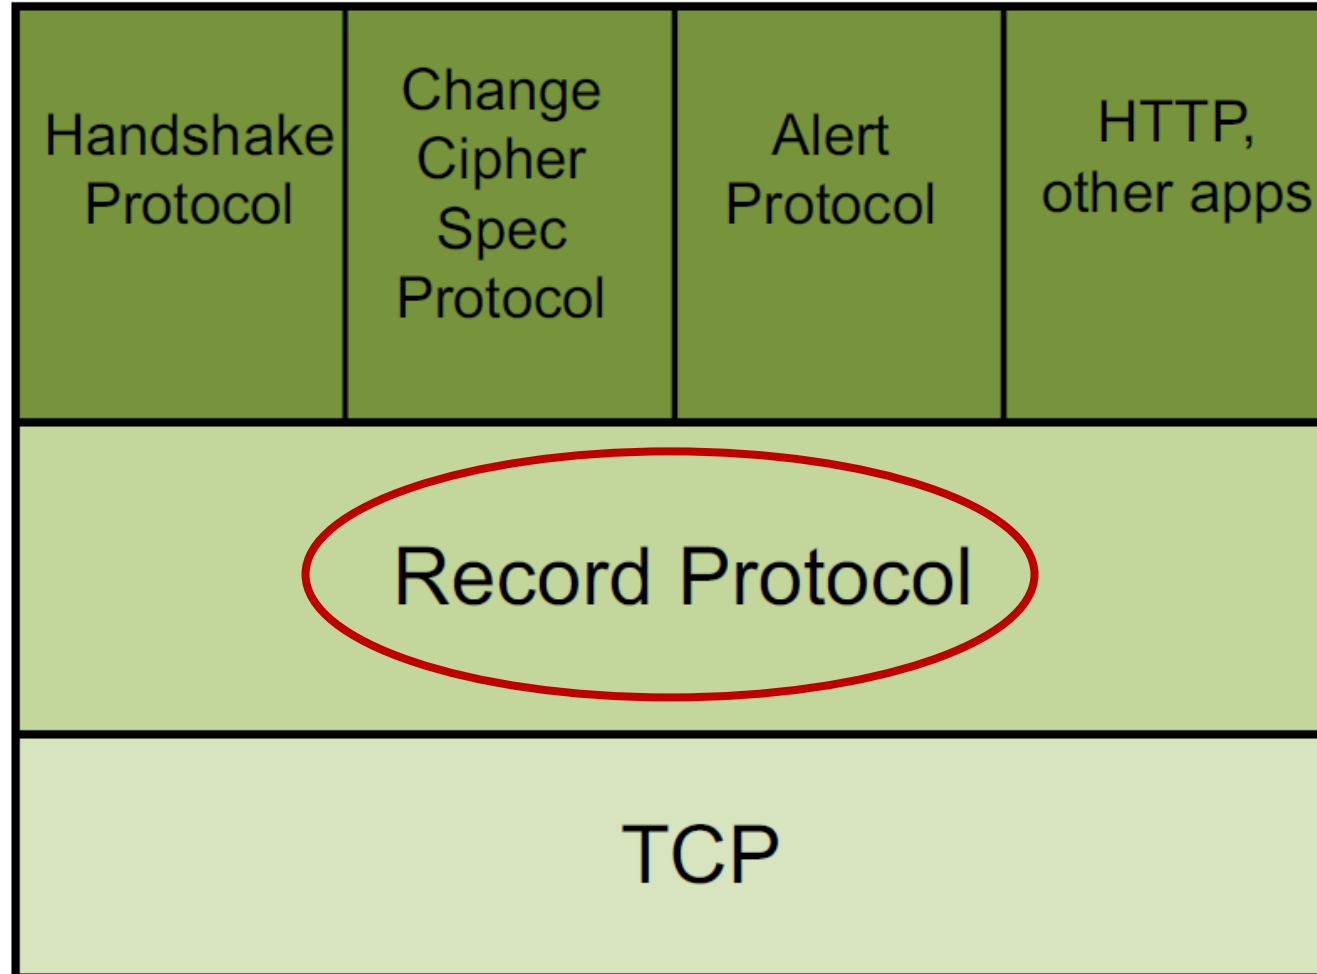 Handshake
Protocol
Change
Cipher
Spec
Protocol
Alert
Protocol
HTTP,
other apps
Record Protocol
TCP